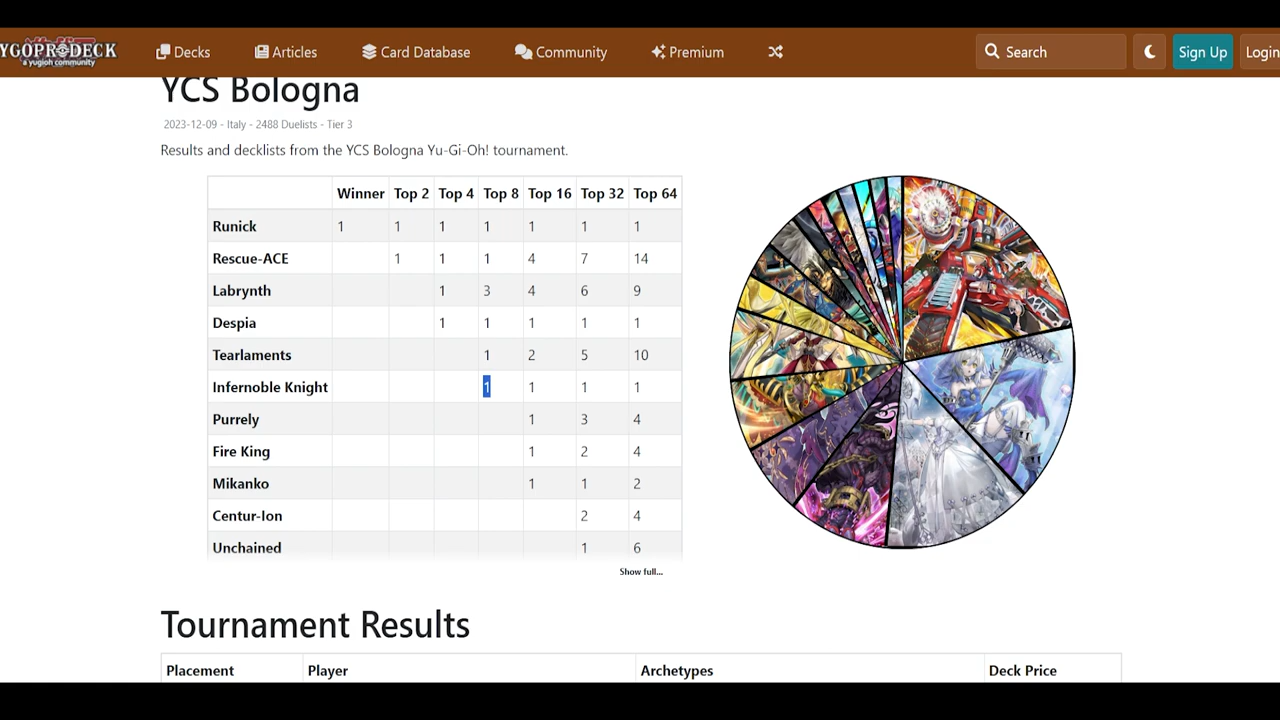 YGOPRODECK
a yugioh community
Decks
Articles
Card Database
Community
Premium
Search
Sign Up
Login
YCS Bologna
2023-12-09 - Italy - 2488 Duelists - Tier 3
Results and decklists from the YCS Bologna Yu-Gi-Oh! tournament.
Winner Top 2 Top 4 Top 8 Top 16 Top 32 Top 64
Runick 1 1 1 1 1 1 1
Rescue-ACE 1 1 1 4 7 14
Labrynth 1 3 4 6 9
Despia 1 1 1 1 1
Tearlaments 1 2 5 10
Infernoble Knight 1 1 1 1
Purrely 1 3 4
Fire King 1 2 4
Mikanko 1 1 2
Centur-Ion 2 4
Unchained 1 6
Show full...
Tournament Results
Placement Player Archetypes Deck Price